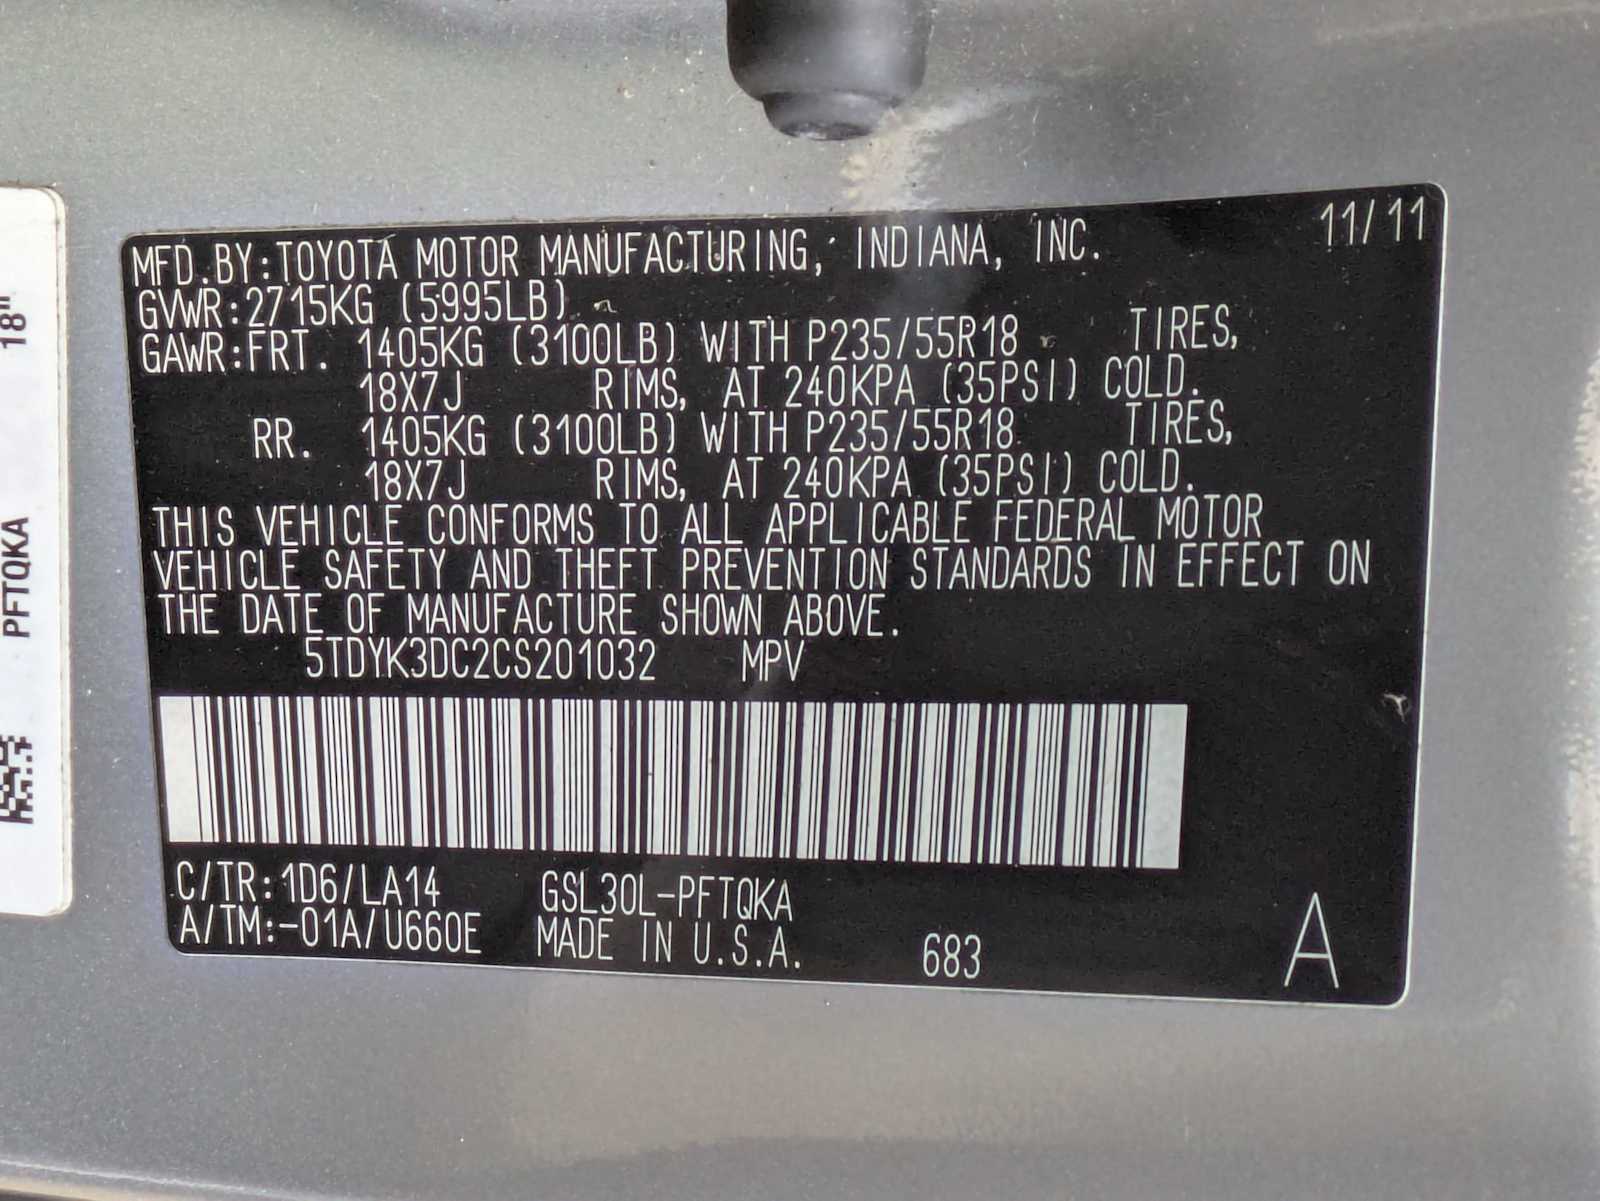 MFD.BY:TOYOTA MOTOR MANUFACTURING, INDIANA, INC. 11/11
GVWR:2715KG (5995LB)
GAWR:FRT. 1405KG (3100LB) WITH P235/55R18 TIRES,
18X7J RIMS, AT 240KPA (35PSI) COLD.
RR. 1405KG (3100LB) WITH P235/55R18 TIRES,
18X7J RIMS, AT 240KPA (35PSI) COLD.
THIS VEHICLE CONFORMS TO ALL APPLICABLE FEDERAL MOTOR
VEHICLE SAFETY AND THEFT PREVENTION STANDARDS IN EFFECT ON
THE DATE OF MANUFACTURE SHOWN ABOVE.
5TDYK3DC2CS201032 MPV
C/TR:1D6/LA14 GSL30L-PFTQKA
A/TM:-01A/U660E MADE IN U.S.A. 683 A
PFTQKA 18"